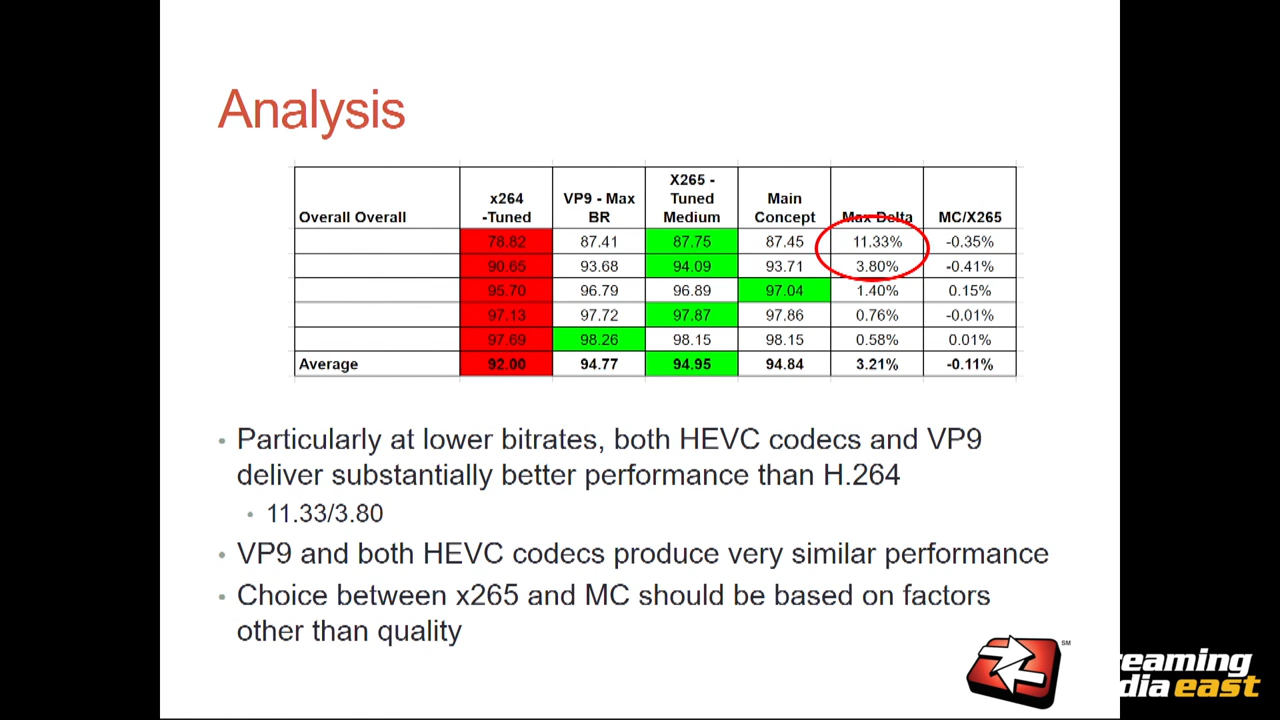 Analysis
Overall Overall x264 -Tuned VP9 - Max BR X265 - Tuned Medium Main Concept Max Delta MC/X265
78.82 87.41 87.75 87.45 11.33% -0.35%
90.65 93.68 94.09 93.71 3.80% -0.41%
95.70 96.79 96.89 97.04 1.40% 0.15%
97.13 97.72 97.87 97.86 0.76% -0.01%
97.69 98.26 98.15 98.15 0.58% 0.01%
Average 92.00 94.77 94.95 94.84 3.21% -0.11%
• Particularly at lower bitrates, both HEVC codecs and VP9
deliver substantially better performance than H.264
• 11.33/3.80
• VP9 and both HEVC codecs produce very similar performance
• Choice between x265 and MC should be based on factors
other than quality
SM
reaming
dia east